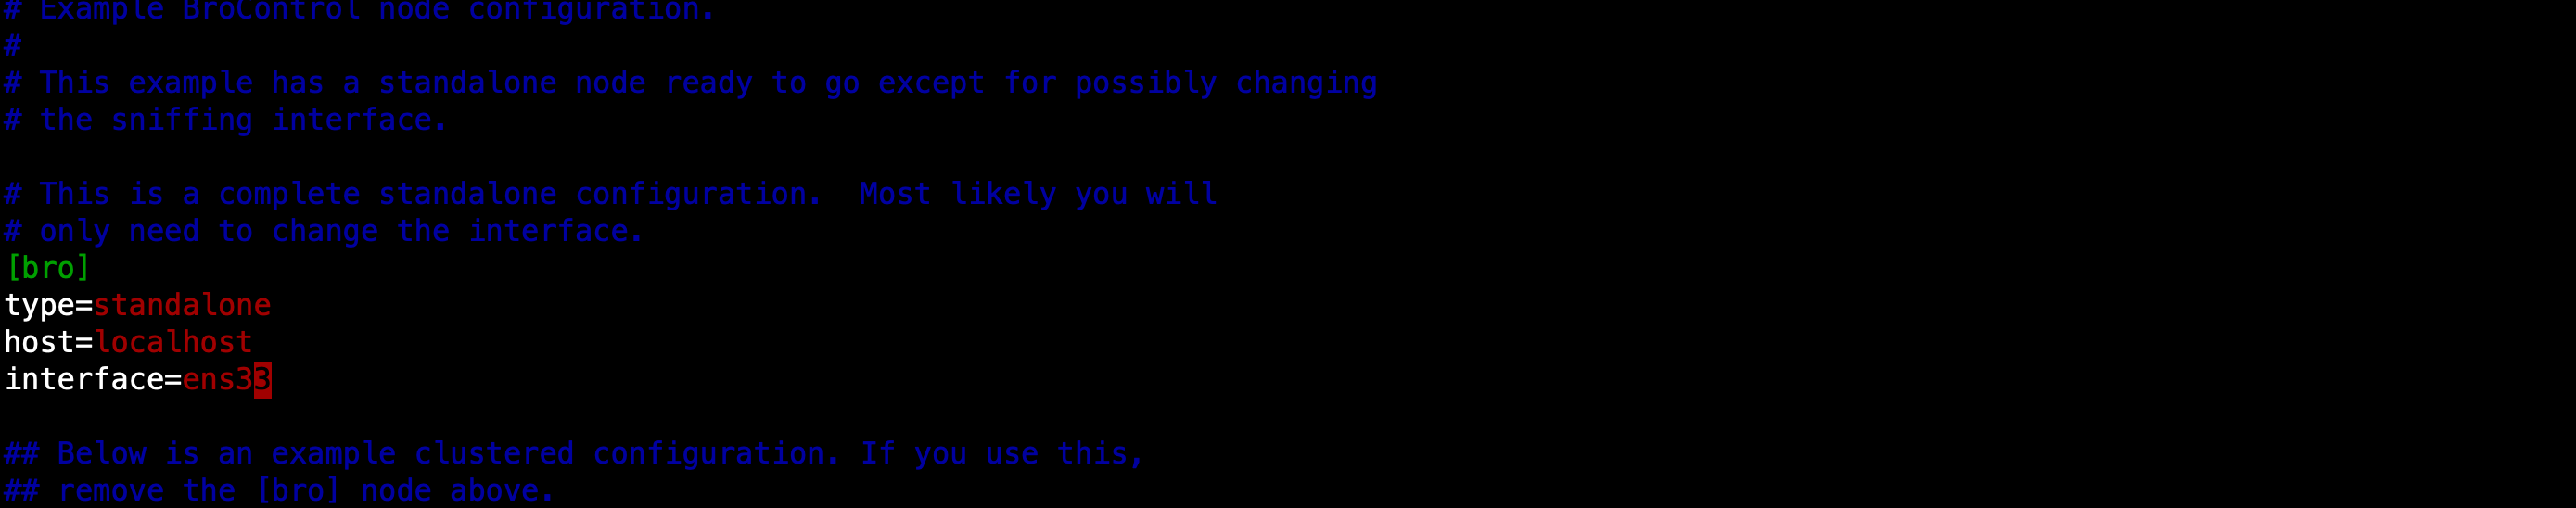 # Example BroControl node configuration.
#
# This example has a standalone node ready to go except for possibly changing
# the sniffing interface.
# This is a complete standalone configuration.  Most likely you will
# only need to change the interface.
[bro]
type=standalone
host=localhost
interface=ens33
## Below is an example clustered configuration. If you use this,
## remove the [bro] node above.